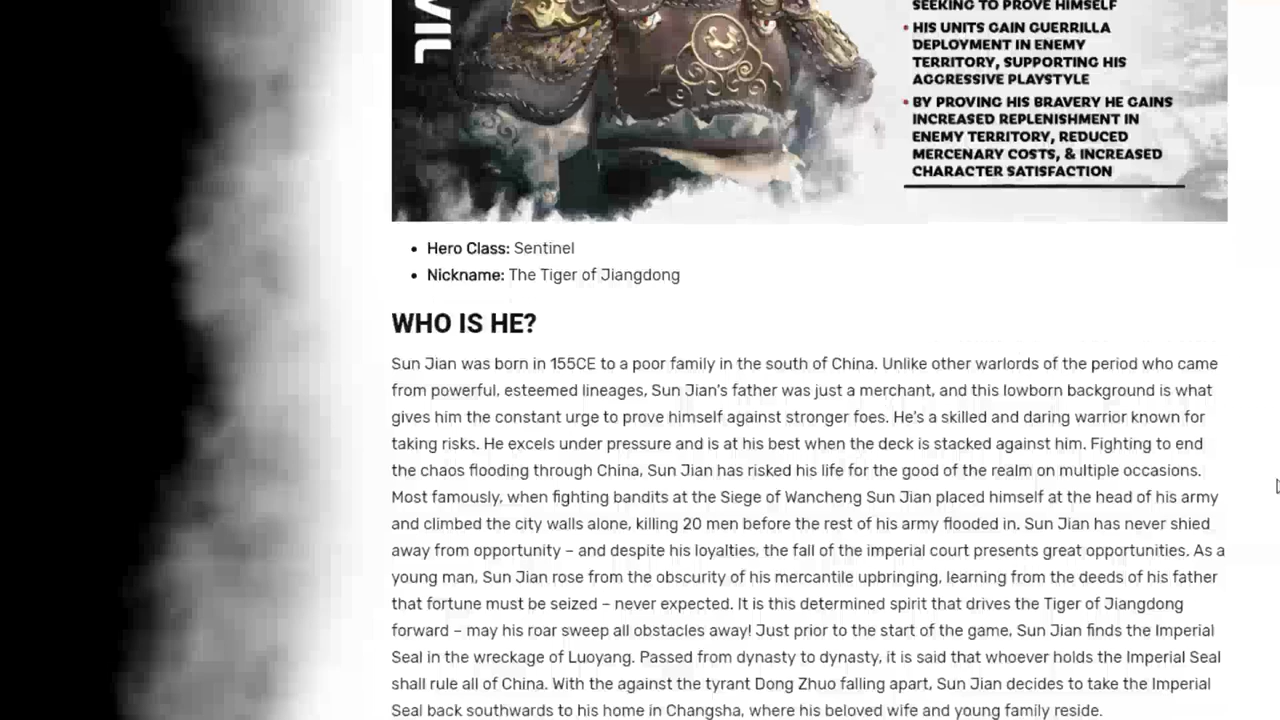 SEEKING TO PROVE HIMSELF
• HIS UNITS GAIN GUERRILLA
DEPLOYMENT IN ENEMY
TERRITORY, SUPPORTING HIS
AGGRESSIVE PLAYSTYLE
• BY PROVING HIS BRAVERY HE GAINS
INCREASED REPLENISHMENT IN
ENEMY TERRITORY, REDUCED
MERCENARY COSTS, & INCREASED
CHARACTER SATISFACTION
• Hero Class: Sentinel
• Nickname: The Tiger of Jiangdong
WHO IS HE?
Sun Jian was born in 155CE to a poor family in the south of China. Unlike other warlords of the period who came
from powerful, esteemed lineages, Sun Jian's father was just a merchant, and this lowborn background is what
gives him the constant urge to prove himself against stronger foes. He's a skilled and daring warrior known for
taking risks. He excels under pressure and is at his best when the deck is stacked against him. Fighting to end
the chaos flooding through China, Sun Jian has risked his life for the good of the realm on multiple occasions.
Most famously, when fighting bandits at the Siege of Wancheng Sun Jian placed himself at the head of his army
and climbed the city walls alone, killing 20 men before the rest of his army flooded in. Sun Jian has never shied
away from opportunity – and despite his loyalties, the fall of the imperial court presents great opportunities. As a
young man, Sun Jian rose from the obscurity of his mercantile upbringing, learning from the deeds of his father
that fortune must be seized – never expected. It is this determined spirit that drives the Tiger of Jiangdong
forward – may his roar sweep all obstacles away! Just prior to the start of the game, Sun Jian finds the Imperial
Seal in the wreckage of Luoyang. Passed from dynasty to dynasty, it is said that whoever holds the Imperial Seal
shall rule all of China. With the against the tyrant Dong Zhuo falling apart, Sun Jian decides to take the Imperial
Seal back southwards to his home in Changsha, where his beloved wife and young family reside.